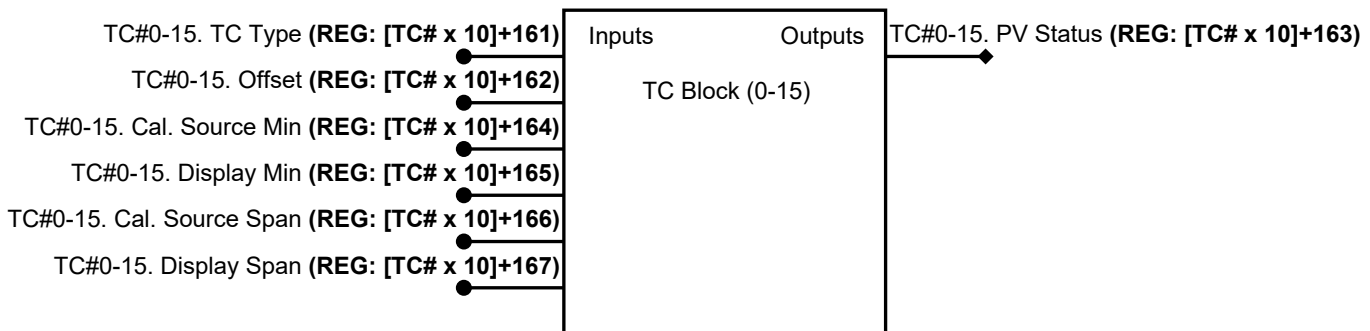 TC#0-15. TC Type (REG: [TC# x 10]+161)
Inputs
Outputs
TC#0-15. PV Status (REG: [TC# x 10]+163)
TC#0-15. Offset (REG: [TC# x 10]+162)
TC Block (0-15)
TC#0-15. Cal. Source Min (REG: [TC# x 10]+164)
TC#0-15. Display Min (REG: [TC# x 10]+165)
TC#0-15. Cal. Source Span (REG: [TC# x 10]+166)
TC#0-15. Display Span (REG: [TC# x 10]+167)